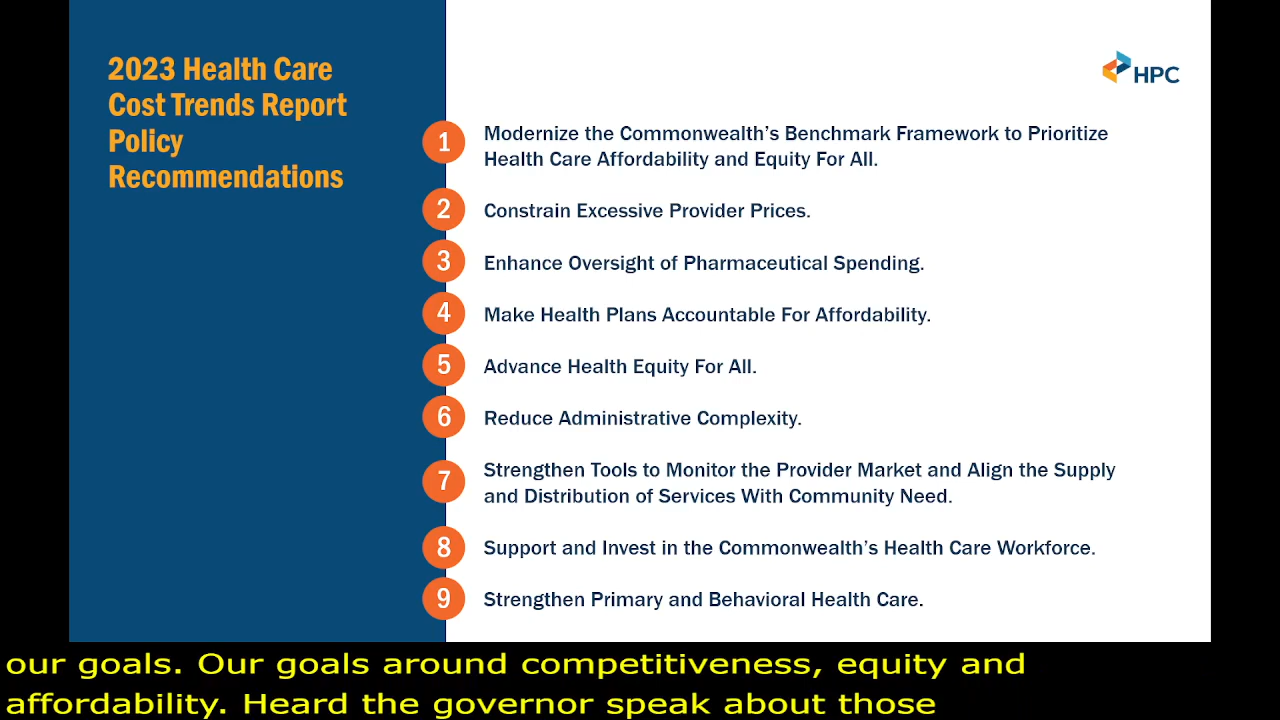 2023 Health Care
Cost Trends Report
Policy
Recommendations
HPC
1
Modernize the Commonwealth's Benchmark Framework to Prioritize
Health Care Affordability and Equity For All.
2
Constrain Excessive Provider Prices.
3
Enhance Oversight of Pharmaceutical Spending.
4
Make Health Plans Accountable For Affordability.
5
Advance Health Equity For All.
6
Reduce Administrative Complexity.
7
Strengthen Tools to Monitor the Provider Market and Align the Supply
and Distribution of Services With Community Need.
8
Support and Invest in the Commonwealth's Health Care Workforce.
9
Strengthen Primary and Behavioral Health Care.
our goals. Our goals around competitiveness, equity and
affordability. Heard the governor speak about those